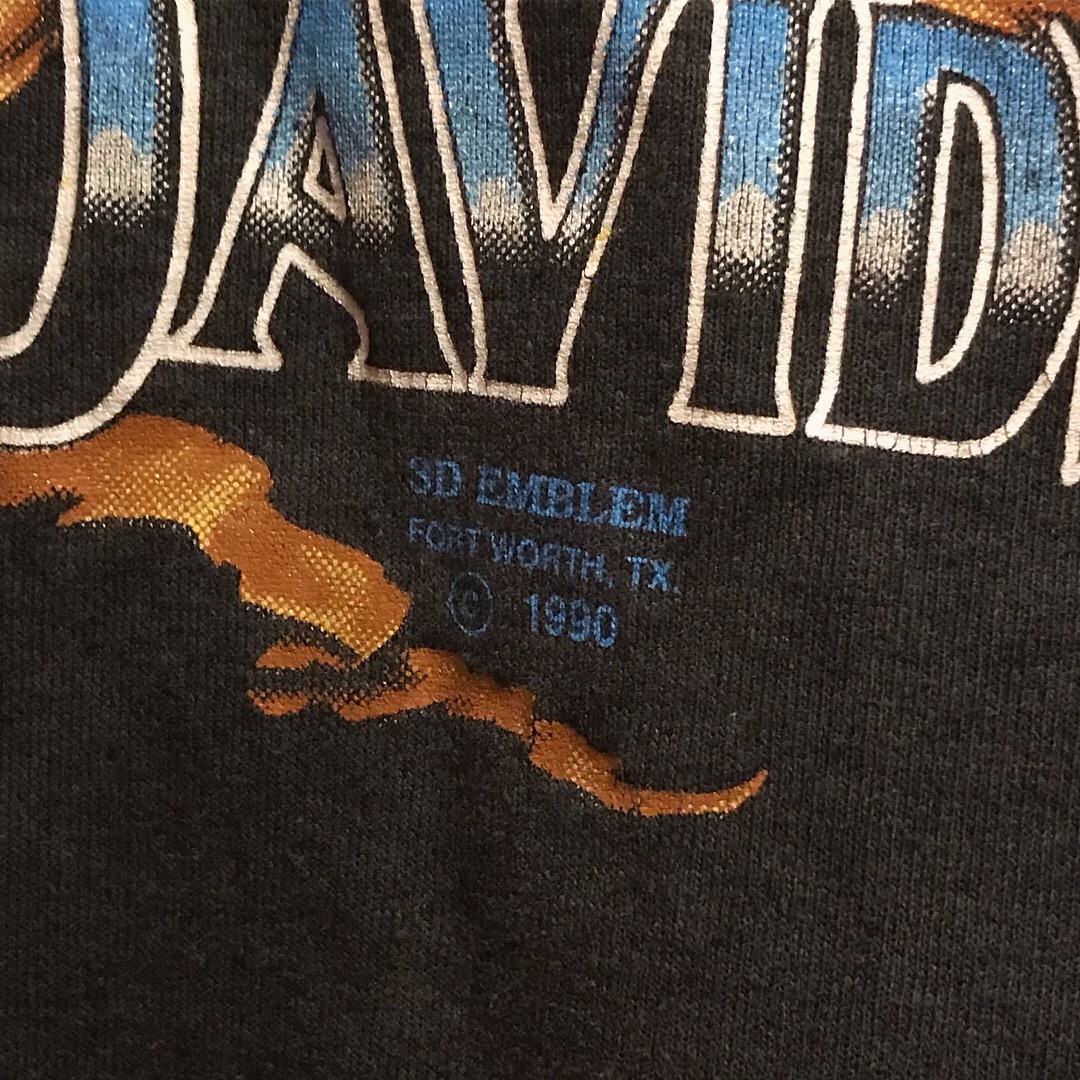 DAVID
3D EMBLEM
FORT WORTH, TX.
© 1990